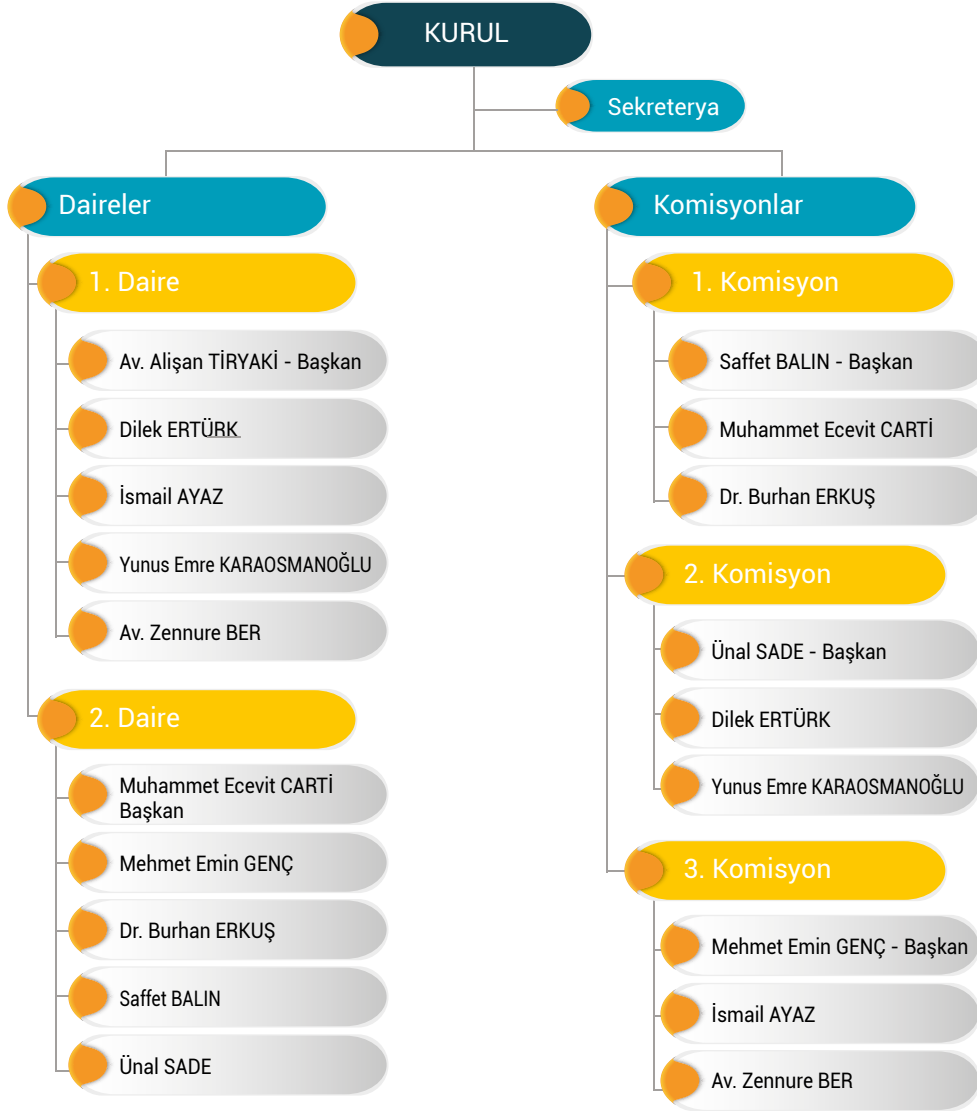 KURUL
Sekreterya
Daireler
1. Daire
Av. Alişan TİRYAKİ - Başkan
Dilek ERTÜRK
İsmail AYAZ
Yunus Emre KARAOSMANOĞLU
Av. Zennure BER
2. Daire
Muhammet Ecevit CARTİ
Başkan
Mehmet Emin GENÇ
Dr. Burhan ERKUŞ
Saffet BALIN
Ünal SADE
Komisyonlar
1. Komisyon
Saffet BALIN - Başkan
Muhammet Ecevit CARTİ
Dr. Burhan ERKUŞ
2. Komisyon
Ünal SADE - Başkan
Dilek ERTÜRK
Yunus Emre KARAOSMANOĞLU
3. Komisyon
Mehmet Emin GENÇ - Başkan
İsmail AYAZ
Av. Zennure BER